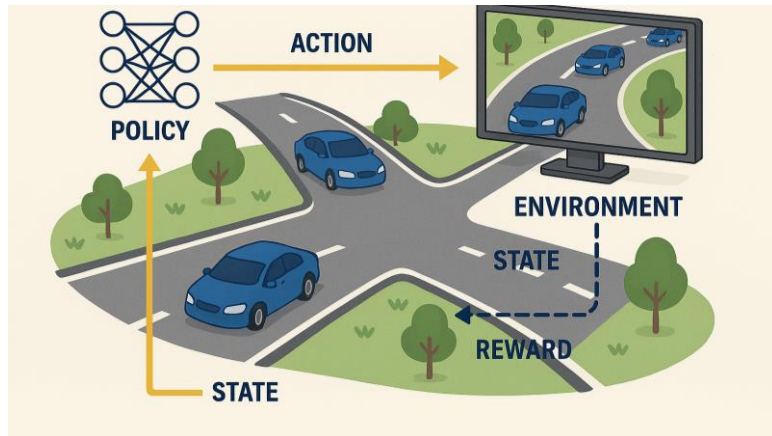 ACTION
POLICY
ENVIRONMENT
STATE
REWARD
STATE